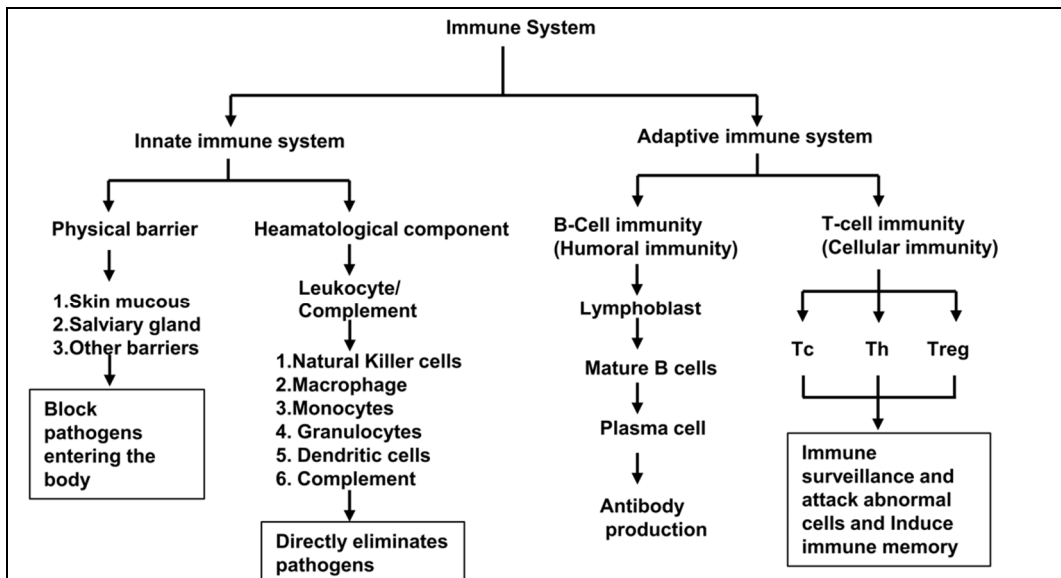 Immune System
Innate immune system
Adaptive immune system
Physical barrier
Heamatological component
B-Cell immunity
(Humoral immunity)
T-cell immunity
(Cellular immunity)
1.Skin mucous
2.Salviary gland
3.Other barriers
Leukocyte/
Complement
Lymphoblast
Tc
Th
Treg
1.Natural Killer cells
2.Macrophage
3.Monocytes
4. Granulocytes
5. Dendritic cells
6. Complement
Mature B cells
Plasma cell
Antibody
production
Block
pathogens
entering the
body
Directly eliminates
pathogens
Immune
surveillance and
attack abnormal
cells and Induce
immune memory